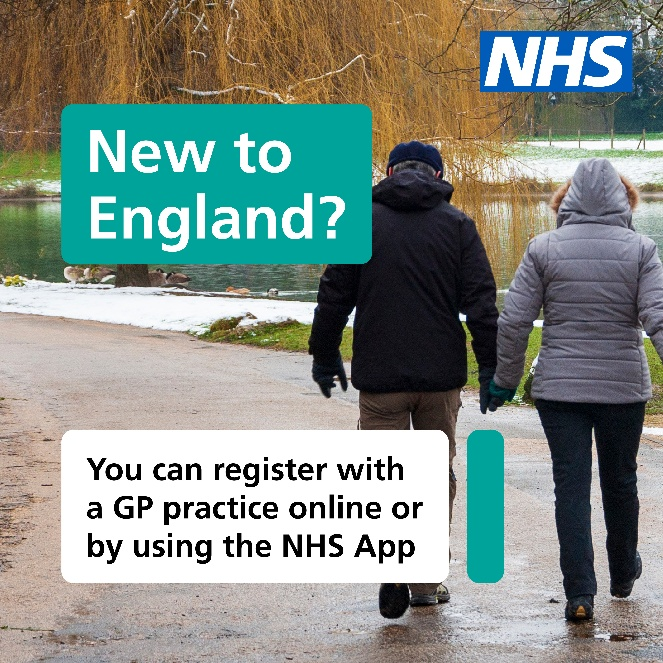 NHS
New to
England?
You can register with
a GP practice online or
by using the NHS App